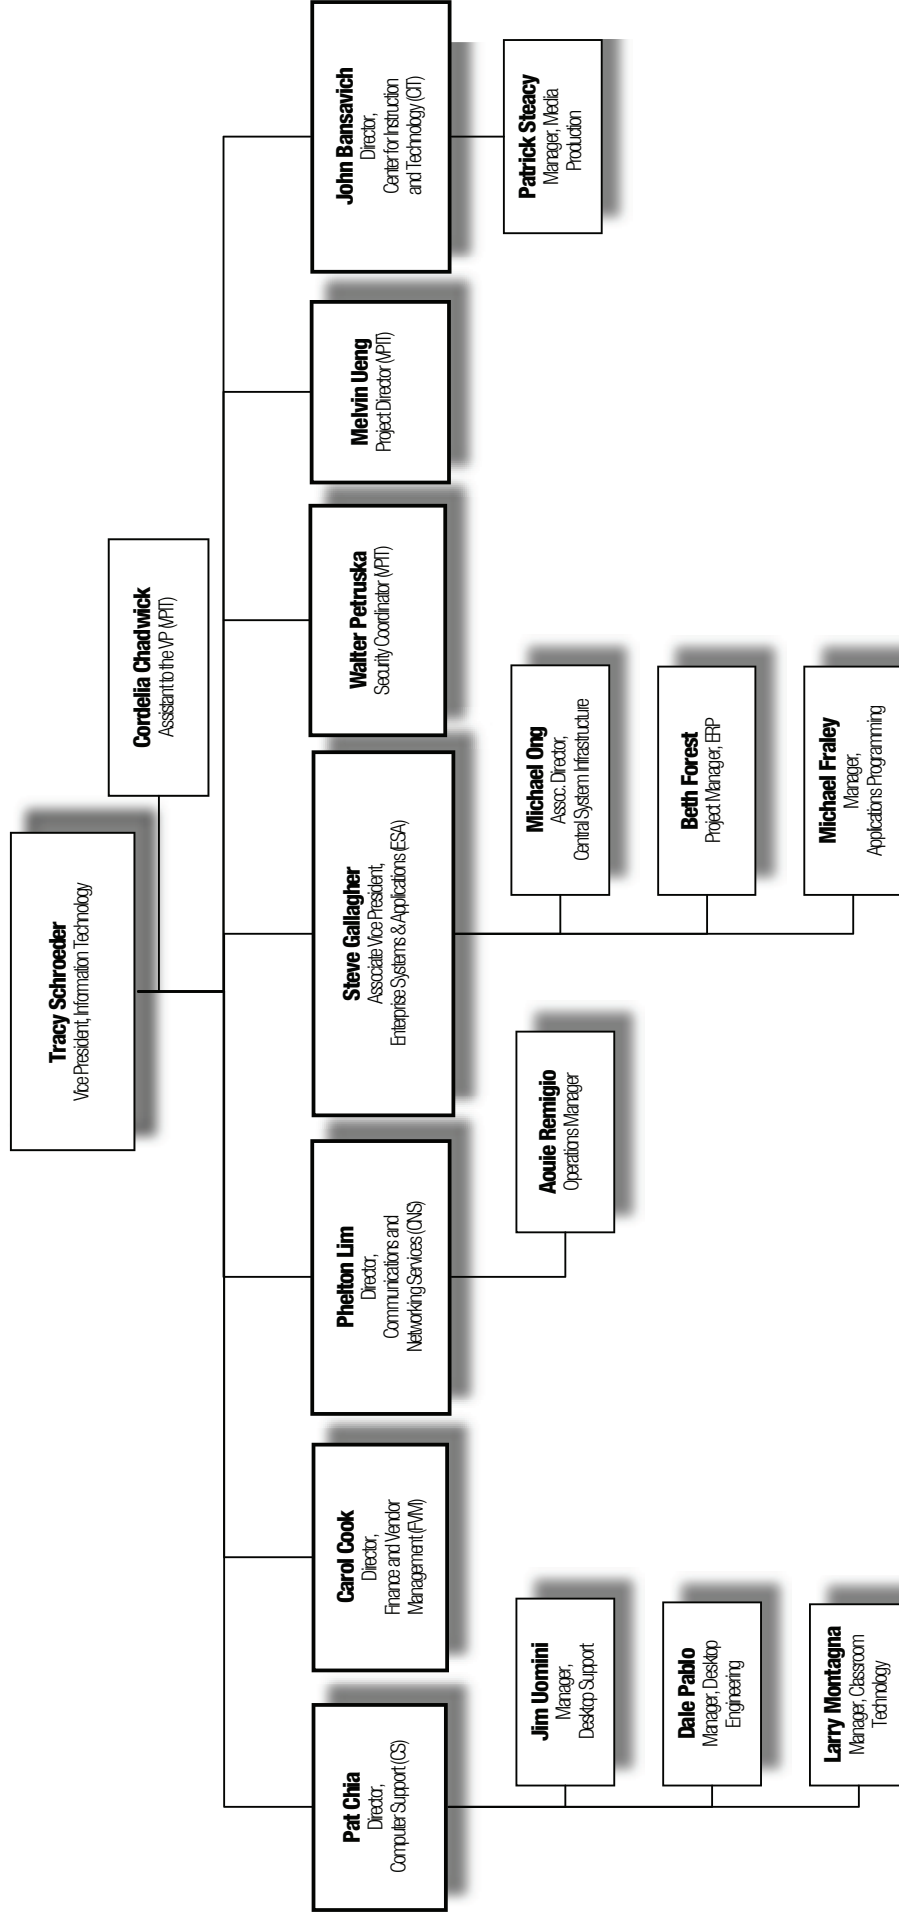 Tracy Schroeder
Vice President, Information Technology
Cordelia Chadwick
Assistant to the VP (VPIT)
Pat Chia
Director,
Computer Support (CS)
Carol Cook
Director,
Finance and Vendor
Management (FVM)
Phelton Lim
Director,
Communications and
Networking Services (CNS)
Steve Gallagher
Associate Vice President,
Enterprise Systems & Applications (ESA)
Walter Petruska
Security Coordinator (VPIT)
Melvin Ueng
Project Director (VPIT)
John Bansavich
Director,
Center for Instruction
and Technology (CIT)
Jim Uomini
Manager,
Desktop Support
Dale Pablo
Manager, Desktop
Engineering
Larry Montagna
Manager, Classroom
Technology
Aouie Remigio
Operations Manager
Michael Ong
Assoc. Director,
Central System Infrastructure
Beth Forest
Project Manager, ERP
Michael Fraley
Manager,
Applications Programming
Patrick Steacy
Manager, Media
Production